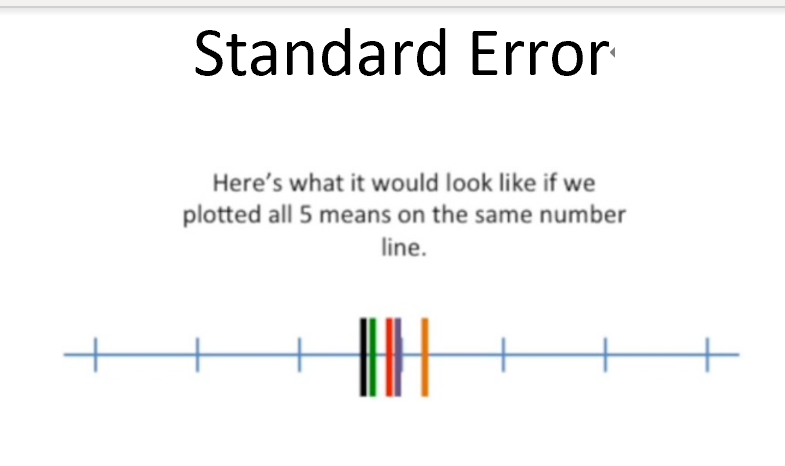 Standard Error
Here’s what it would look like if we
plotted all 5 means on the same number
line.